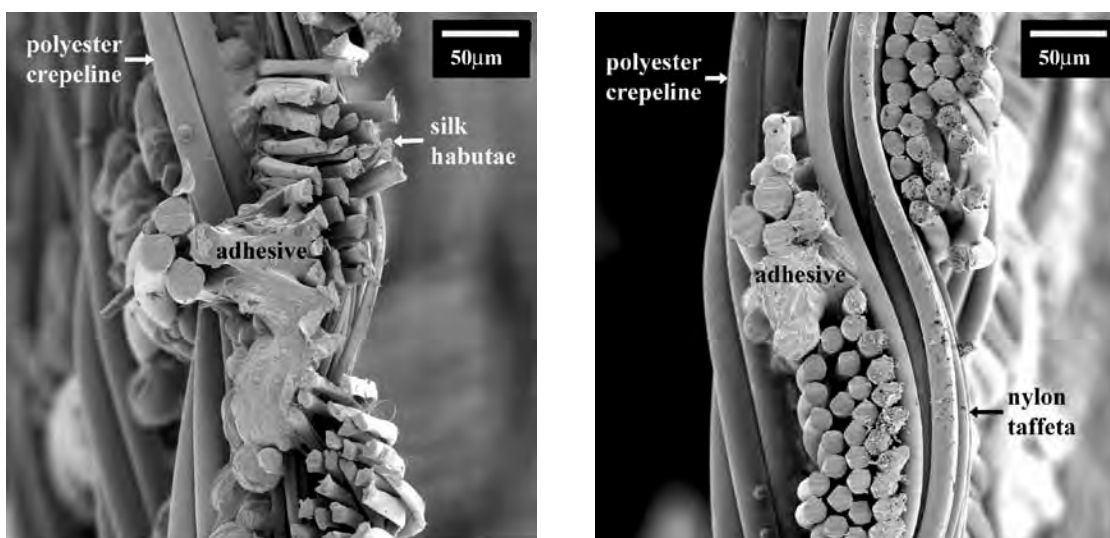 polyester
crepeline
50µm
silk
habutae
adhesive
polyester
crepeline
50µm
adhesive
nylon
taffeta